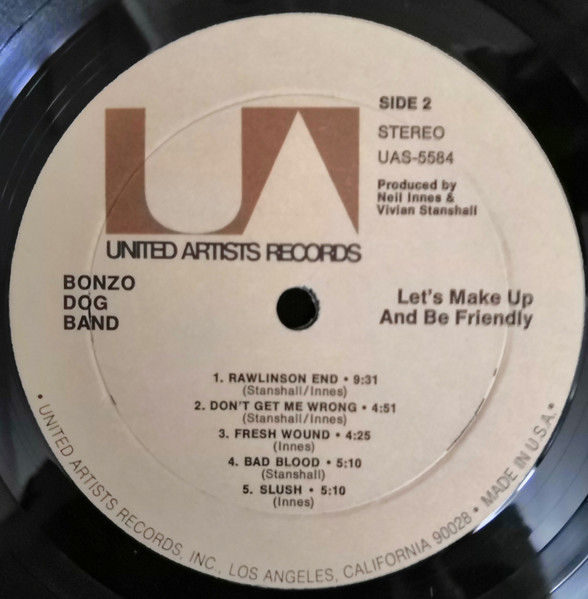 SIDE 2
STEREO
UAS-5584
Produced by
Neil Innes &
Vivian Stanshall
UA
UNITED ARTISTS RECORDS
BONZO
DOG
BAND
Let's Make Up
And Be Friendly
1. RAWLINSON END • 9:31
(Stanshall/Innes)
2. DON'T GET ME WRONG • 4:51
(Stanshall/Innes)
3. FRESH WOUND • 4:25
(Innes)
4. BAD BLOOD • 5:10
(Stanshall)
5. SLUSH • 5:10
(Innes)
• UNITED ARTISTS RECORDS, INC., LOS ANGELES, CALIFORNIA 90028 • MADE IN U.S.A. •